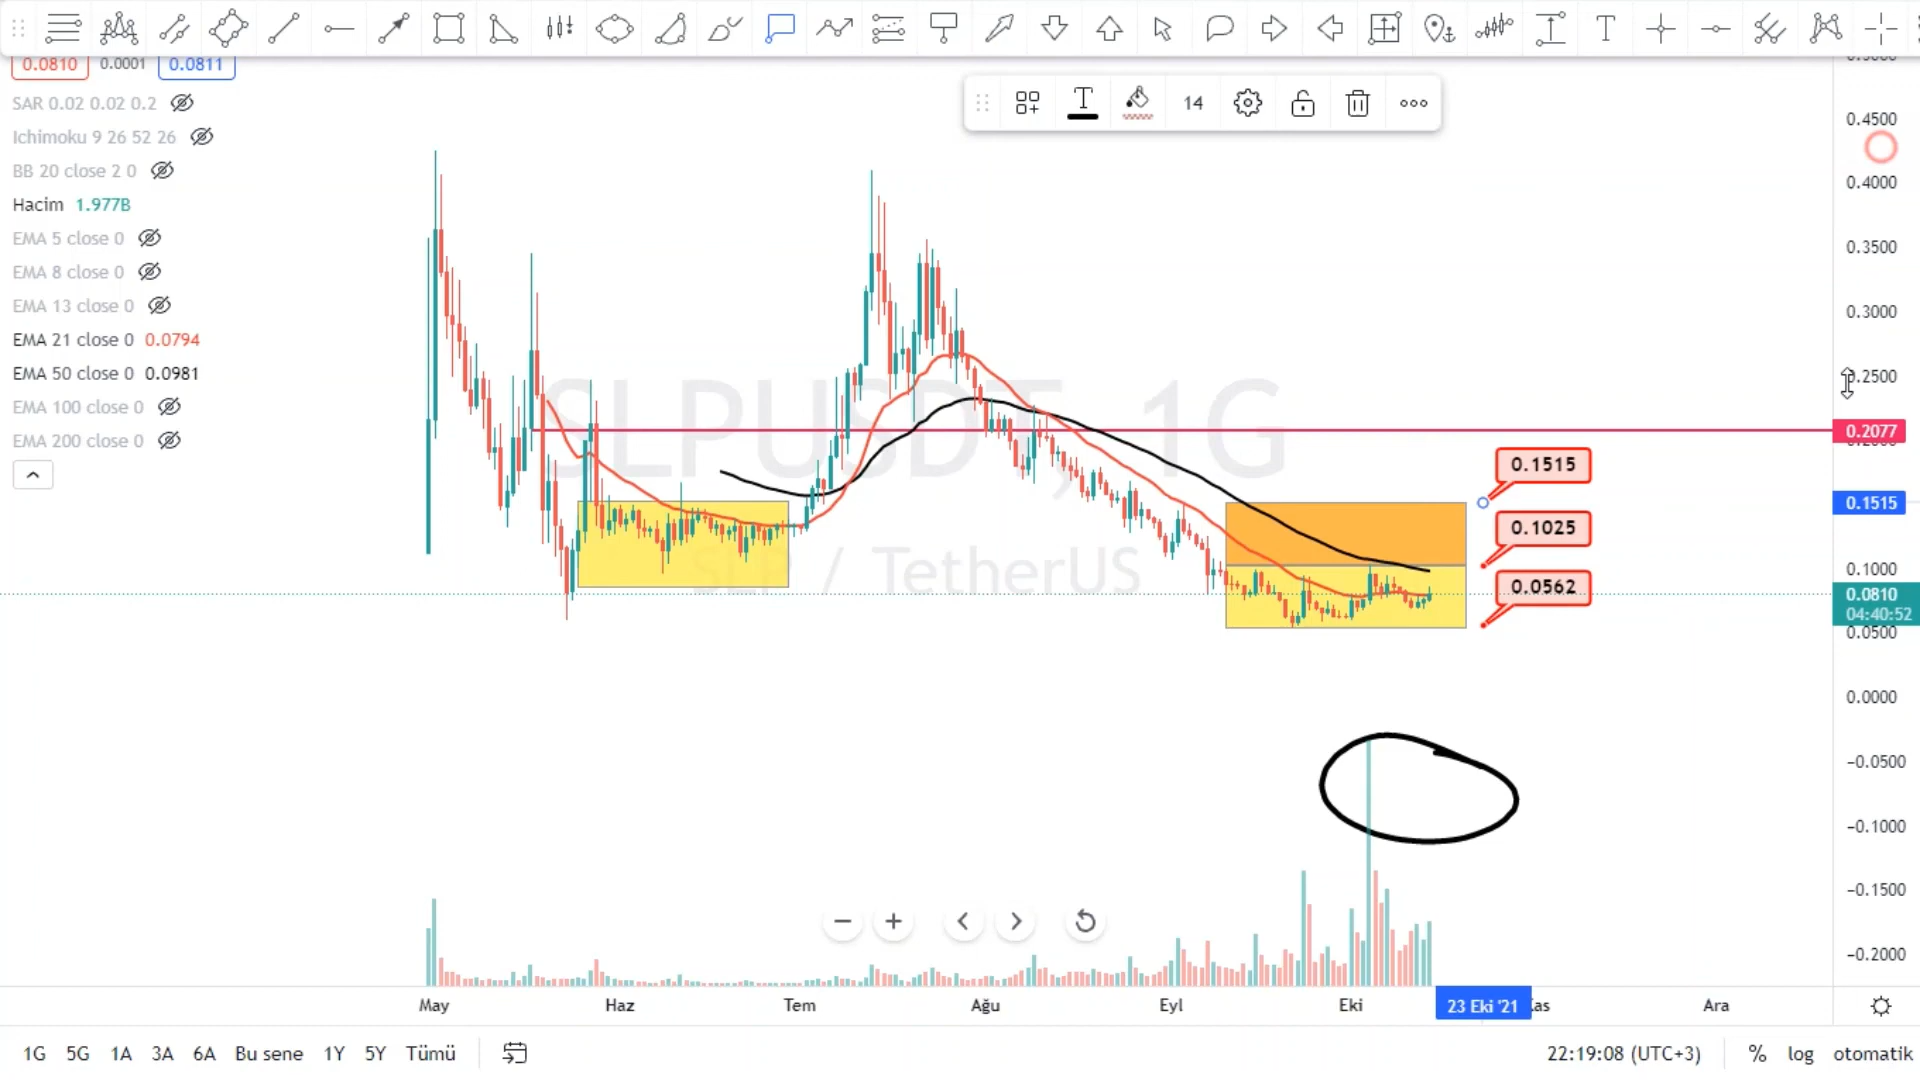 0.0810 0.0001 0.0811
SAR 0.02 0.02 0.2
Ichimoku 9 26 52 26
BB 20 close 2 0
Hacim 1.977B
EMA 5 close 0
EMA 8 close 0
EMA 13 close 0
EMA 21 close 0 0.0794
EMA 50 close 0 0.0981
EMA 100 close 0
EMA 200 close 0
T 14
SLPUSDT, 1G
SLP / TetherUS
0.1515
0.1025
0.0562
0.4500
0.4000
0.3500
0.3000
0.2500
0.2077
0.1515
0.1000
0.0810
04:40:52
0.0500
0.0000
-0.0500
-0.1000
-0.1500
-0.2000
May Haz Tem Ağu Eyl Eki 23 Eki '21 Ara
1G 5G 1A 3A 6A Bu sene 1Y 5Y Tümü 22:19:08 (UTC+3) % log otomatik